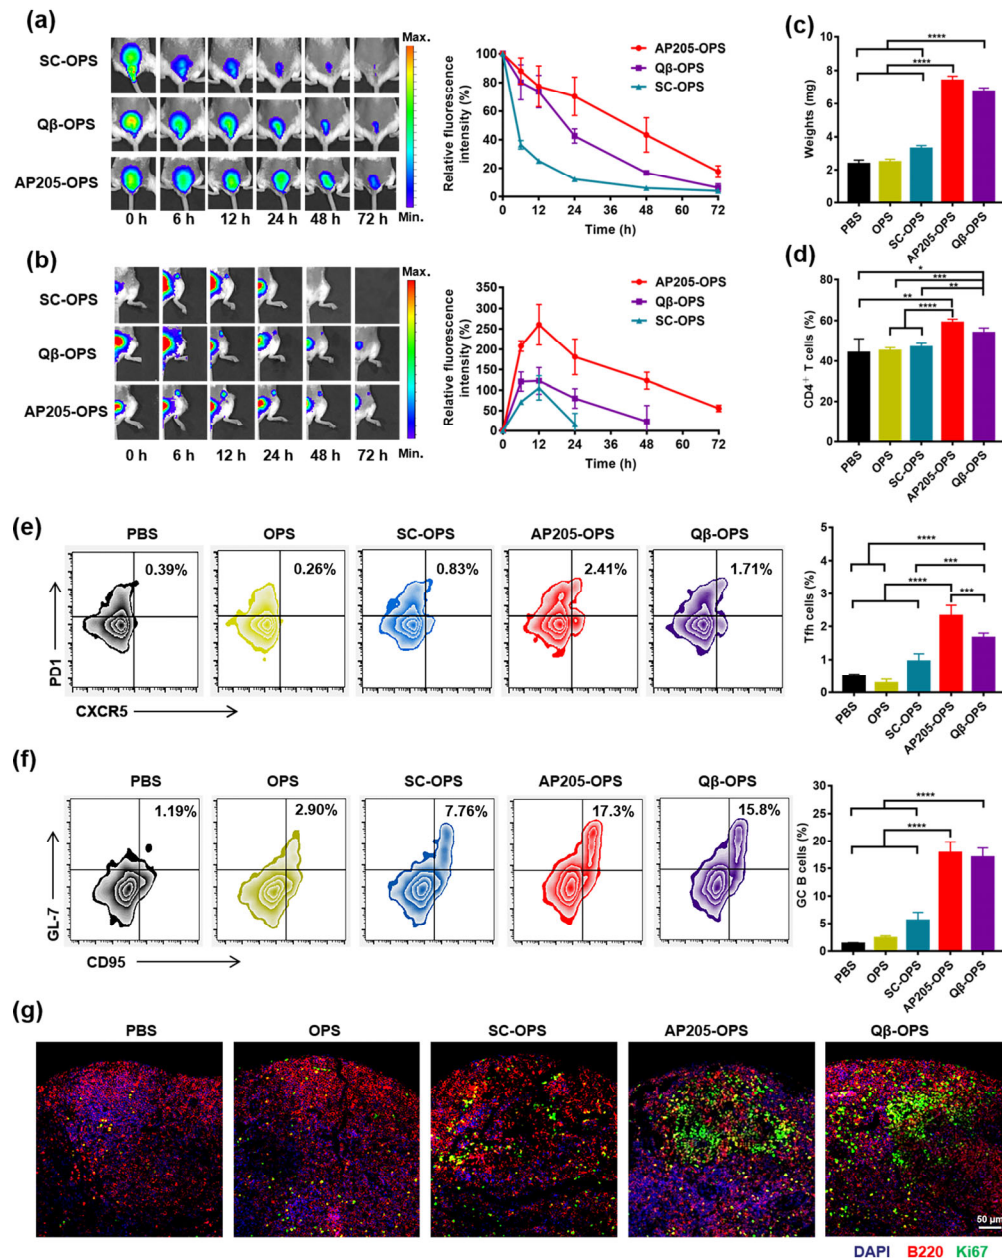 (a)
SC-OPS
Qβ-OPS
AP205-OPS
0 h 6 h 12 h 24 h 48 h 72 h
Max.
Min.
Relative fluorescence
intensity (%)
100
80
60
40
20
0
0 12 24 36 48 60 72
Time (h)
AP205-OPS
Qβ-OPS
SC-OPS
(b)
SC-OPS
Qβ-OPS
AP205-OPS
0 h 6 h 12 h 24 h 48 h 72 h
Max.
Min.
Relative fluorescence
intensity (%)
350
300
250
200
150
100
50
0
0 12 24 36 48 60 72
Time (h)
AP205-OPS
Qβ-OPS
SC-OPS
(c)
Weights (mg)
10
8
6
4
2
0
****
****
PBS
OPS
SC-OPS
AP205-OPS
Qβ-OPS
(d)
CD4+ T cells (%)
80
60
40
20
0
*
***
**
**
****
PBS
OPS
SC-OPS
AP205-OPS
Qβ-OPS
(e)
PBS OPS SC-OPS AP205-OPS Qβ-OPS
0.39% 0.26% 0.83% 2.41% 1.71%
PD1
CXCR5
Tfh cells (%)
5
4
3
2
1
0
****
***
****
***
PBS
OPS
SC-OPS
AP205-OPS
Qβ-OPS
(f)
PBS OPS SC-OPS AP205-OPS Qβ-OPS
1.19% 2.90% 7.76% 17.3% 15.8%
GL-7
CD95
GC B cells (%)
30
25
20
15
10
5
0
****
****
PBS
OPS
SC-OPS
AP205-OPS
Qβ-OPS
(g)
PBS OPS SC-OPS AP205-OPS Qβ-OPS
50 μm
DAPI B220 Ki67